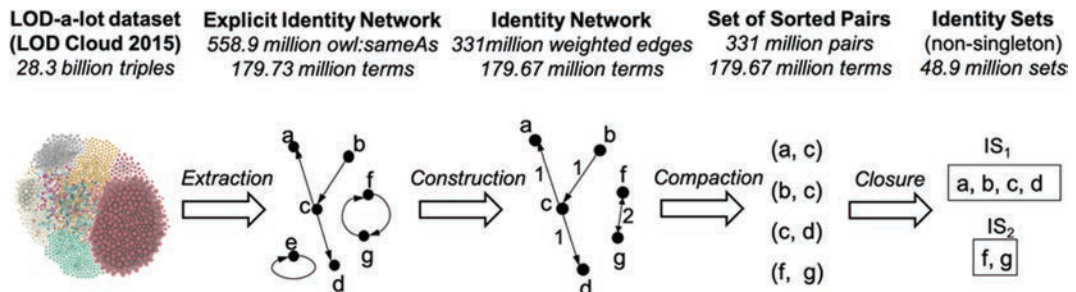 LOD-a-lot dataset
(LOD Cloud 2015)
28.3 billion triples
Explicit Identity Network
558.9 million owl:sameAs
179.73 million terms
Identity Network
331million weighted edges
179.67 million terms
Set of Sorted Pairs
331 million pairs
179.67 million terms
Identity Sets
(non-singleton)
48.9 million sets
Extraction
a
b
c
d
e
f
g
Construction
a
b
1
1
c
1
d
f
2
g
Compaction
(a, c)
(b, c)
(c, d)
(f, g)
Closure
IS1
a, b, c, d
IS2
f, g